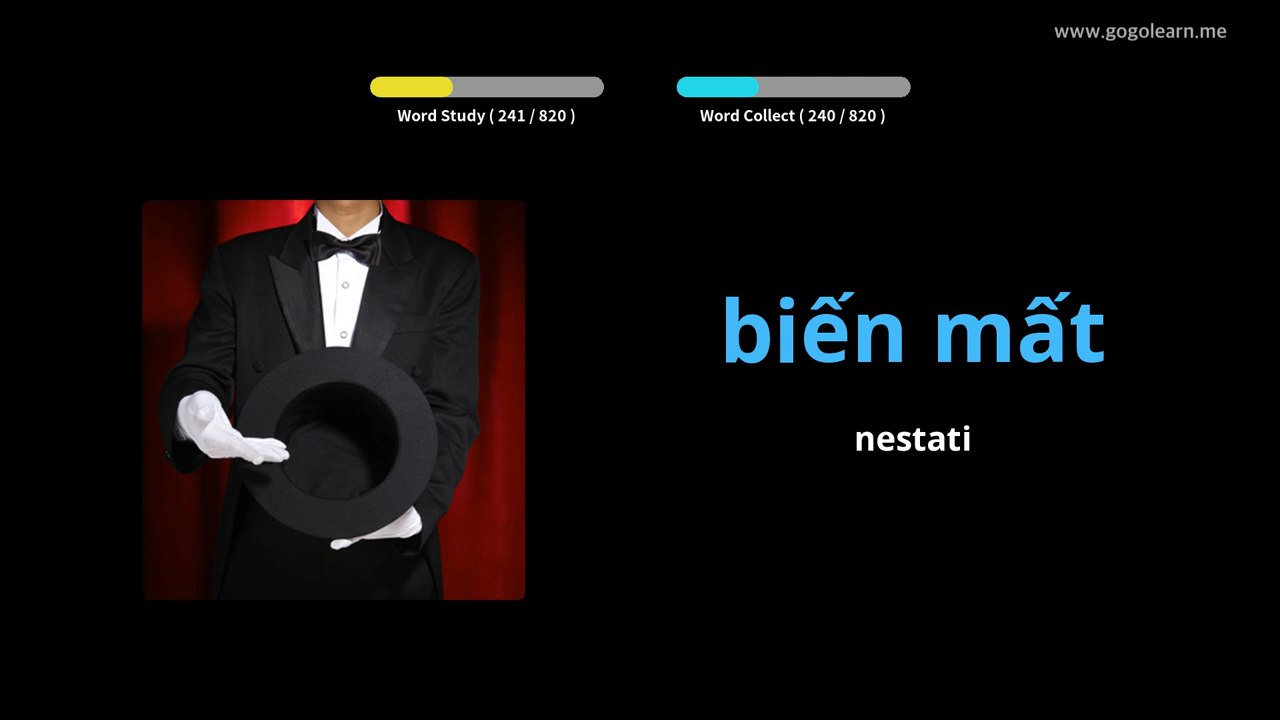 www.gogolearn.me
Word Study ( 241 / 820 )
Word Collect ( 240 / 820 )
biến mất
nestati